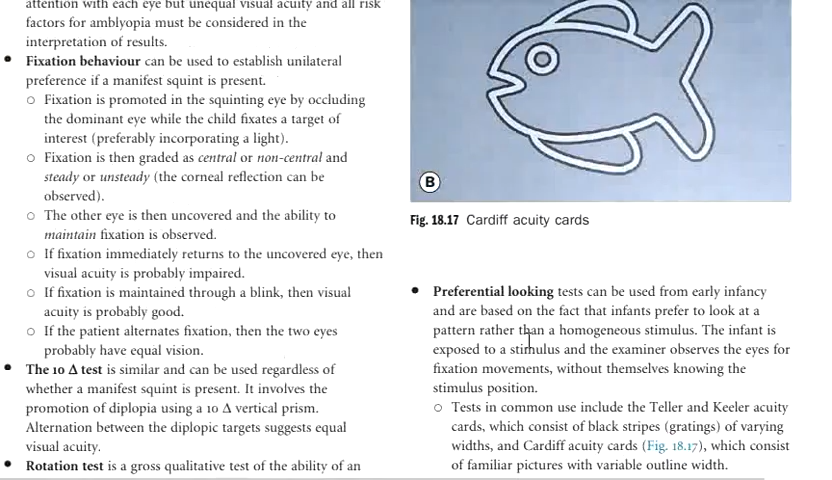 attention with each eye but unequal visual acuity and all risk
factors for amblyopia must be considered in the
interpretation of results.
• Fixation behaviour can be used to establish unilateral
preference if a manifest squint is present.
○ Fixation is promoted in the squinting eye by occluding
the dominant eye while the child fixates a target of
interest (preferably incorporating a light).
○ Fixation is then graded as central or non-central and
steady or unsteady (the corneal reflection can be
observed).
○ The other eye is then uncovered and the ability to
maintain fixation is observed.
○ If fixation immediately returns to the uncovered eye, then
visual acuity is probably impaired.
○ If fixation is maintained through a blink, then visual
acuity is probably good.
○ If the patient alternates fixation, then the two eyes
probably have equal vision.
• The 10 Δ test is similar and can be used regardless of
whether a manifest squint is present. It involves the
promotion of diplopia using a 10 Δ vertical prism.
Alternation between the diplopic targets suggests equal
visual acuity.
• Rotation test is a gross qualitative test of the ability of an
B
Fig. 18.17 Cardiff acuity cards
• Preferential looking tests can be used from early infancy
and are based on the fact that infants prefer to look at a
pattern rather than a homogeneous stimulus. The infant is
exposed to a stimulus and the examiner observes the eyes for
fixation movements, without themselves knowing the
stimulus position.
○ Tests in common use include the Teller and Keeler acuity
cards, which consist of black stripes (gratings) of varying
widths, and Cardiff acuity cards (Fig. 18.17), which consist
of familiar pictures with variable outline width.